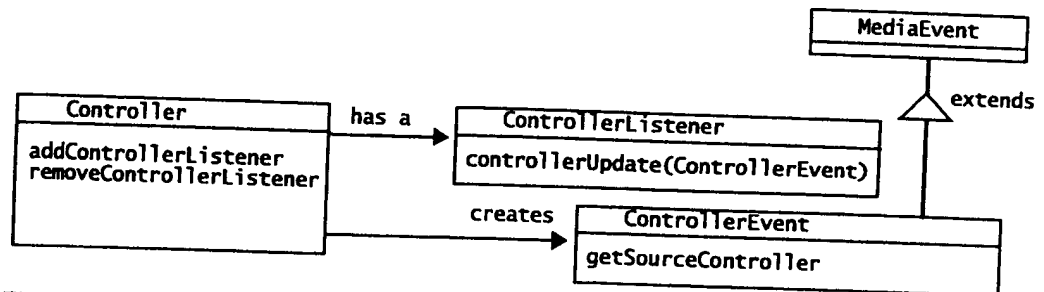 MediaEvent
extends
Controller
addControllerListener
removeControllerListener
has a
ControllerListener
controllerUpdate(ControllerEvent)
creates
ControllerEvent
getSourceController